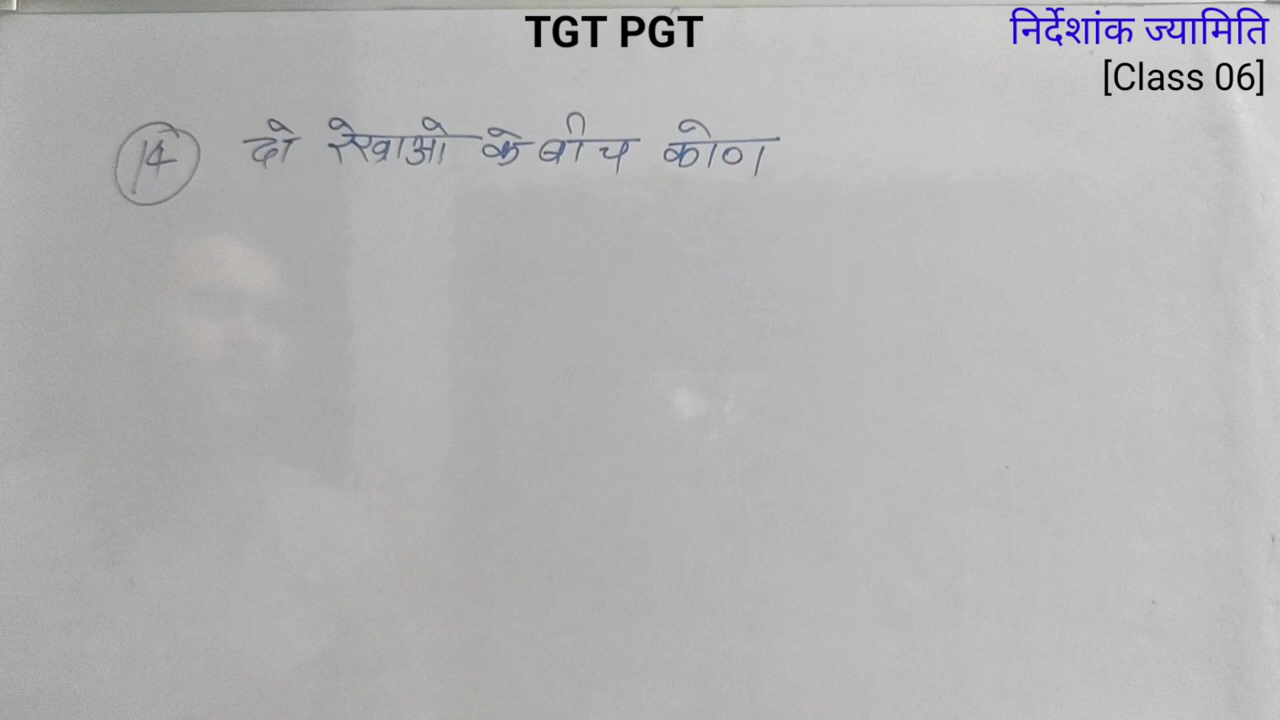 TGT PGT
निर्देशांक ज्यामिति
[Class 06]
14 दो रेखाओ के बीच कोण